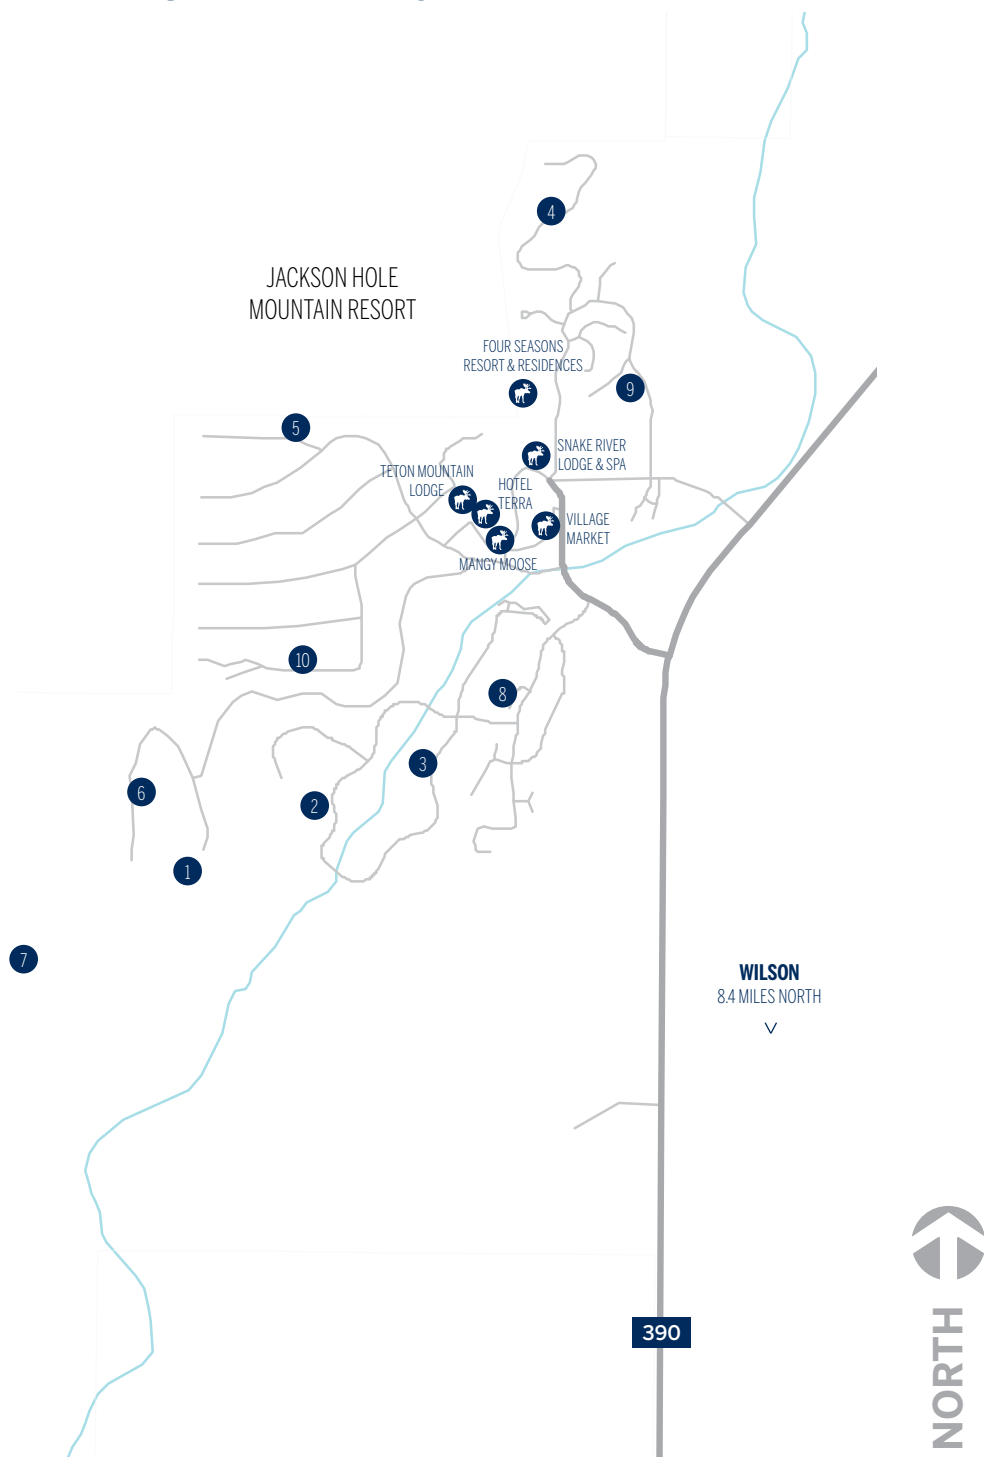 4
JACKSON HOLE
MOUNTAIN RESORT
FOUR SEASONS
RESORT & RESIDENCES
9
5
SNAKE RIVER
LODGE & SPA
TETON MOUNTAIN
LODGE
HOTEL
TERRA
VILLAGE
MARKET
MANGY MOOSE
10
8
3
6
2
1
7
WILSON
8.4 MILES NORTH
390
NORTH